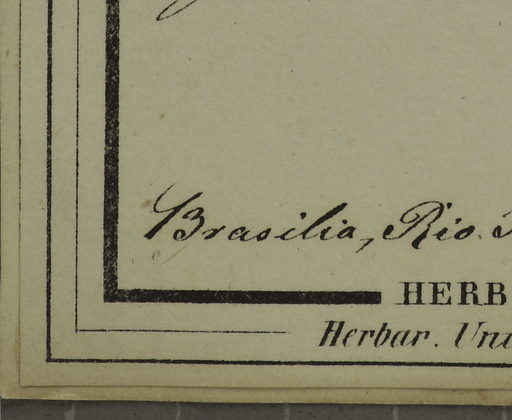 Brasilia, Rio
HERB
Herbar. Uni